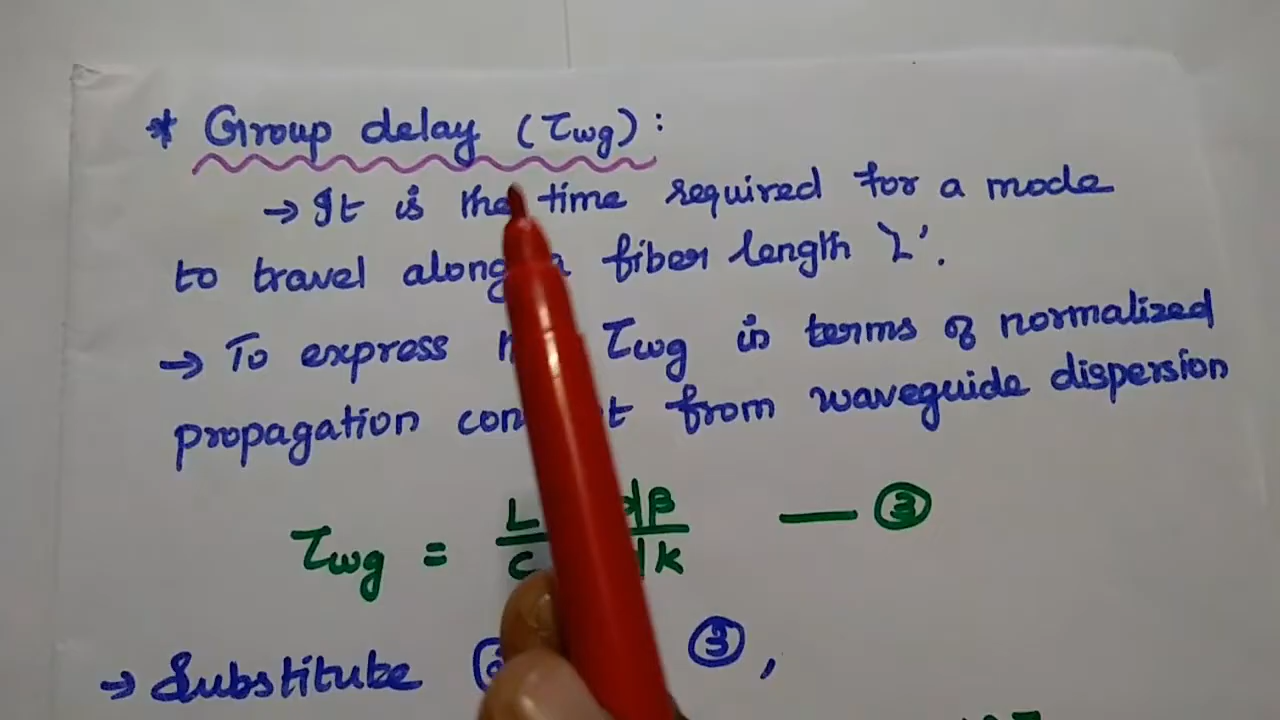 * Group delay (τwg) :
→ It is the time required for a mode
to travel along a fiber length 'L'.
→ To express τwg in terms of normalized
propagation from waveguide dispersion
τwg = L/C dβ/dk — ③
→ Substitute ③ ,